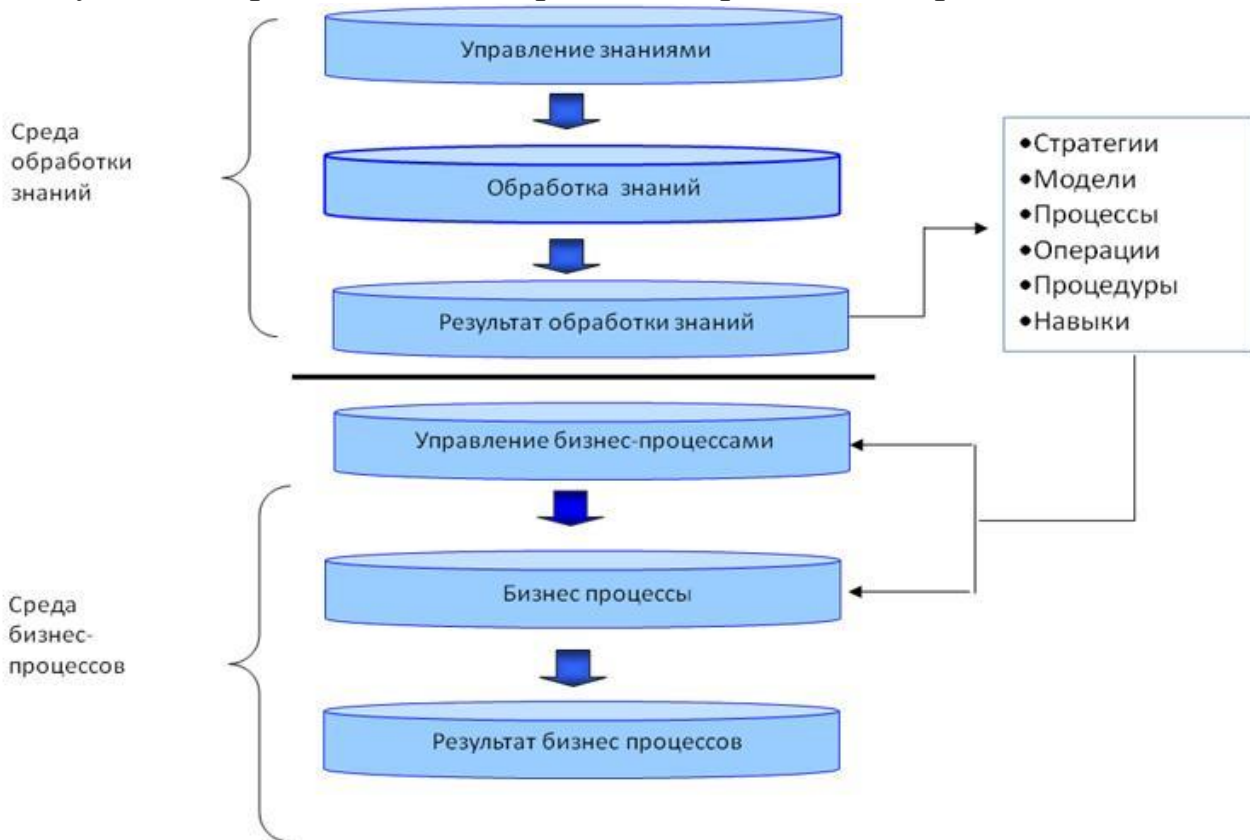 Управление знаниями
Среда
обработки
знаний
Обработка знаний
Результат обработки знаний
•Стратегии
•Модели
•Процессы
•Операции
•Процедуры
•Навыки
Управление бизнес-процессами
Среда
бизнес-
процессов
Бизнес процессы
Результат бизнес процессов